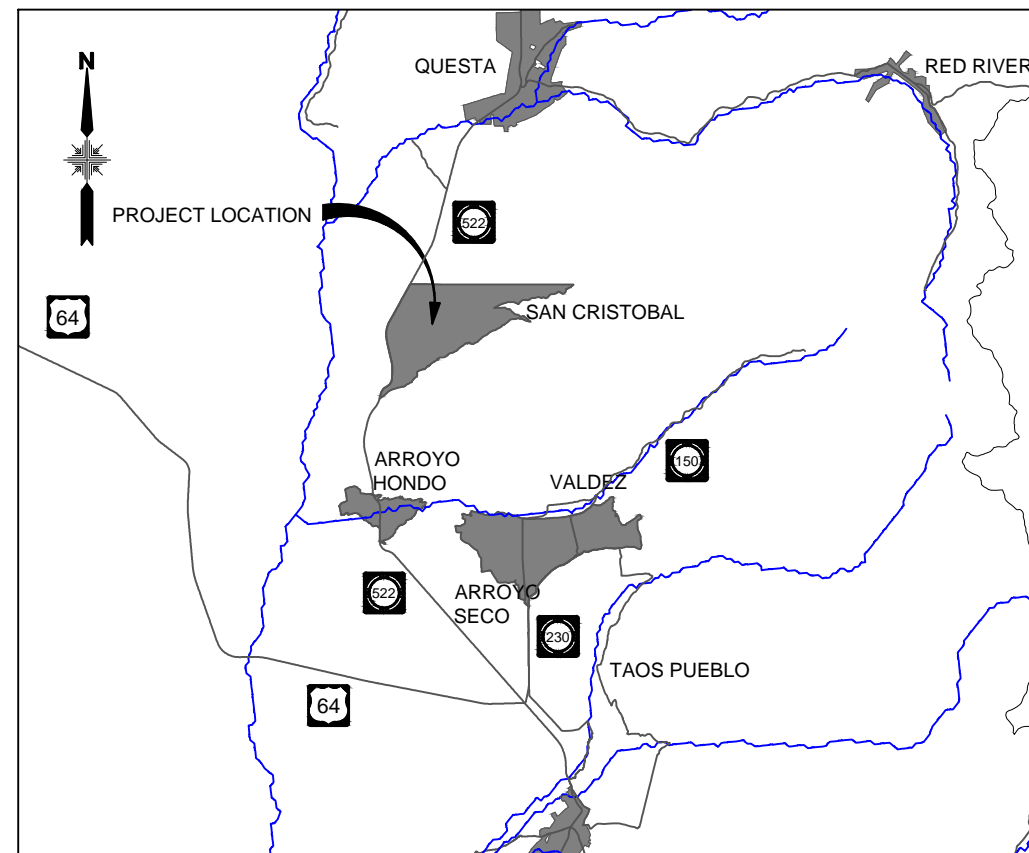 N
QUESTA
RED RIVER
PROJECT LOCATION
522
64
SAN CRISTOBAL
ARROYO
HONDO
VALDEZ
150
522
ARROYO
SECO
230
TAOS PUEBLO
64